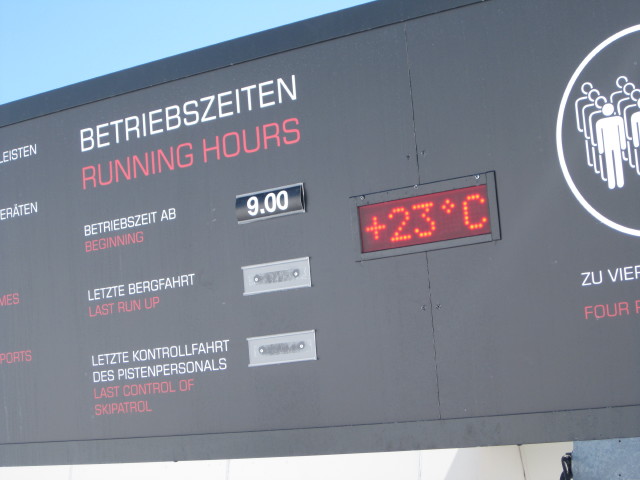 LEISTEN
ERÄTEN
MES
PORTS
BETRIEBSZEITEN
RUNNING HOURS
BETRIEBSZEIT AB
BEGINNING
9.00
LETZTE BERGFAHRT
LAST RUN UP
LETZTE KONTROLLFAHRT
DES PISTENPERSONALS
LAST CONTROL OF
SKIPATROL
+23°C
ZU VIER
FOUR